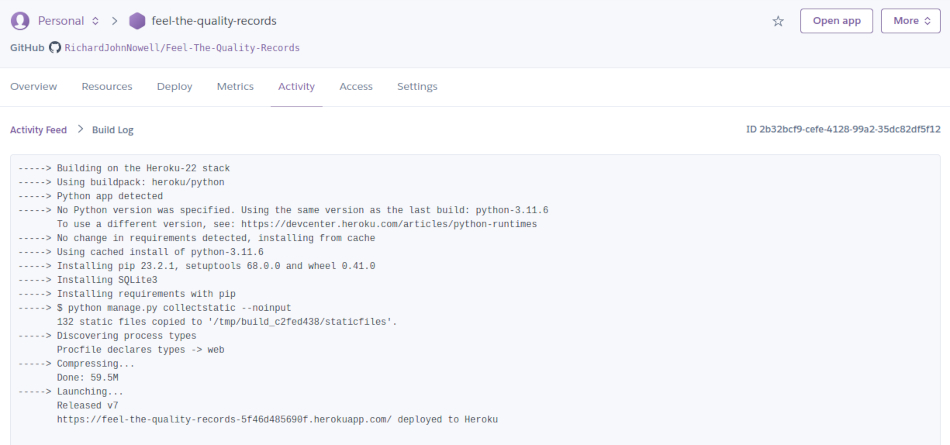 Personal > feel-the-quality-records
Open app
More
GitHub RichardJohnNowell/Feel-The-Quality-Records
Overview Resources Deploy Metrics Activity Access Settings
Activity Feed > Build Log
ID 2b32bcf9-cefe-4128-99a2-35dc82df5f12
-----> Building on the Heroku-22 stack
-----> Using buildpack: heroku/python
-----> Python app detected
-----> No Python version was specified. Using the same version as the last build: python-3.11.6
To use a different version, see: https://devcenter.heroku.com/articles/python-runtimes
-----> No change in requirements detected, installing from cache
-----> Using cached install of python-3.11.6
-----> Installing pip 23.2.1, setuptools 68.0.0 and wheel 0.41.0
-----> Installing SQLite3
-----> Installing requirements with pip
-----> $ python manage.py collectstatic --noinput
132 static files copied to '/tmp/build_c2fed438/staticfiles'.
-----> Discovering process types
Procfile declares types -> web
-----> Compressing...
Done: 59.5M
-----> Launching...
Released v7
https://feel-the-quality-records-5f46d485690f.herokuapp.com/ deployed to Heroku